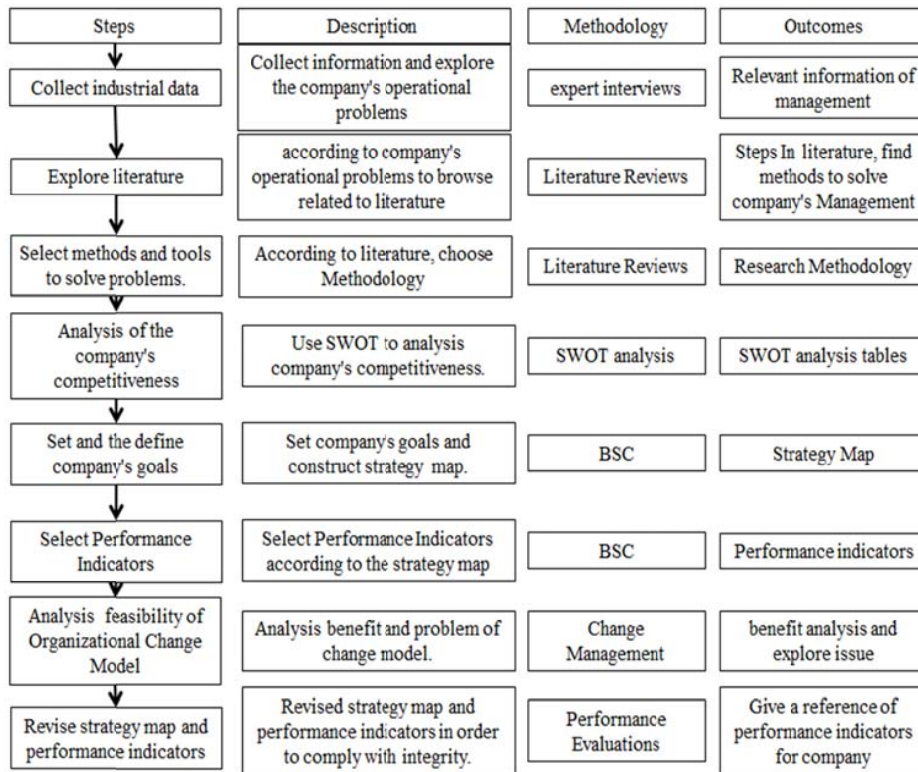 Steps
Description
Methodology
Outcomes
Collect industrial data
Collect information and explore
the company's operational
problems
expert interviews
Relevant information of
management
Explore literature
according to company's
operational problems to browse
related to literature
Literature Reviews
Steps In literature, find
methods to solve
company's Management
Select methods and tools
to solve problems.
According to literature, choose
Methodology
Literature Reviews
Research Methodology
Analysis of the
company's
competitiveness
Use SWOT to analysis
company's competitiveness.
SWOT analysis
SWOT analysis tables
Set and the define
company's goals
Set company's goals and
construct strategy map.
BSC
Strategy Map
Select Performance
Indicators
Select Performance Indicators
according to the strategy map
BSC
Performance indicators
Analysis feasibility of
Organizational Change
Model
Analysis benefit and problem of
change model.
Change
Management
benefit analysis and
explore issue
Revise strategy map and
performance indicators
Revised strategy map and
performance indicators in order
to comply with integrity.
Performance
Evaluations
Give a reference of
performance indicators
for company